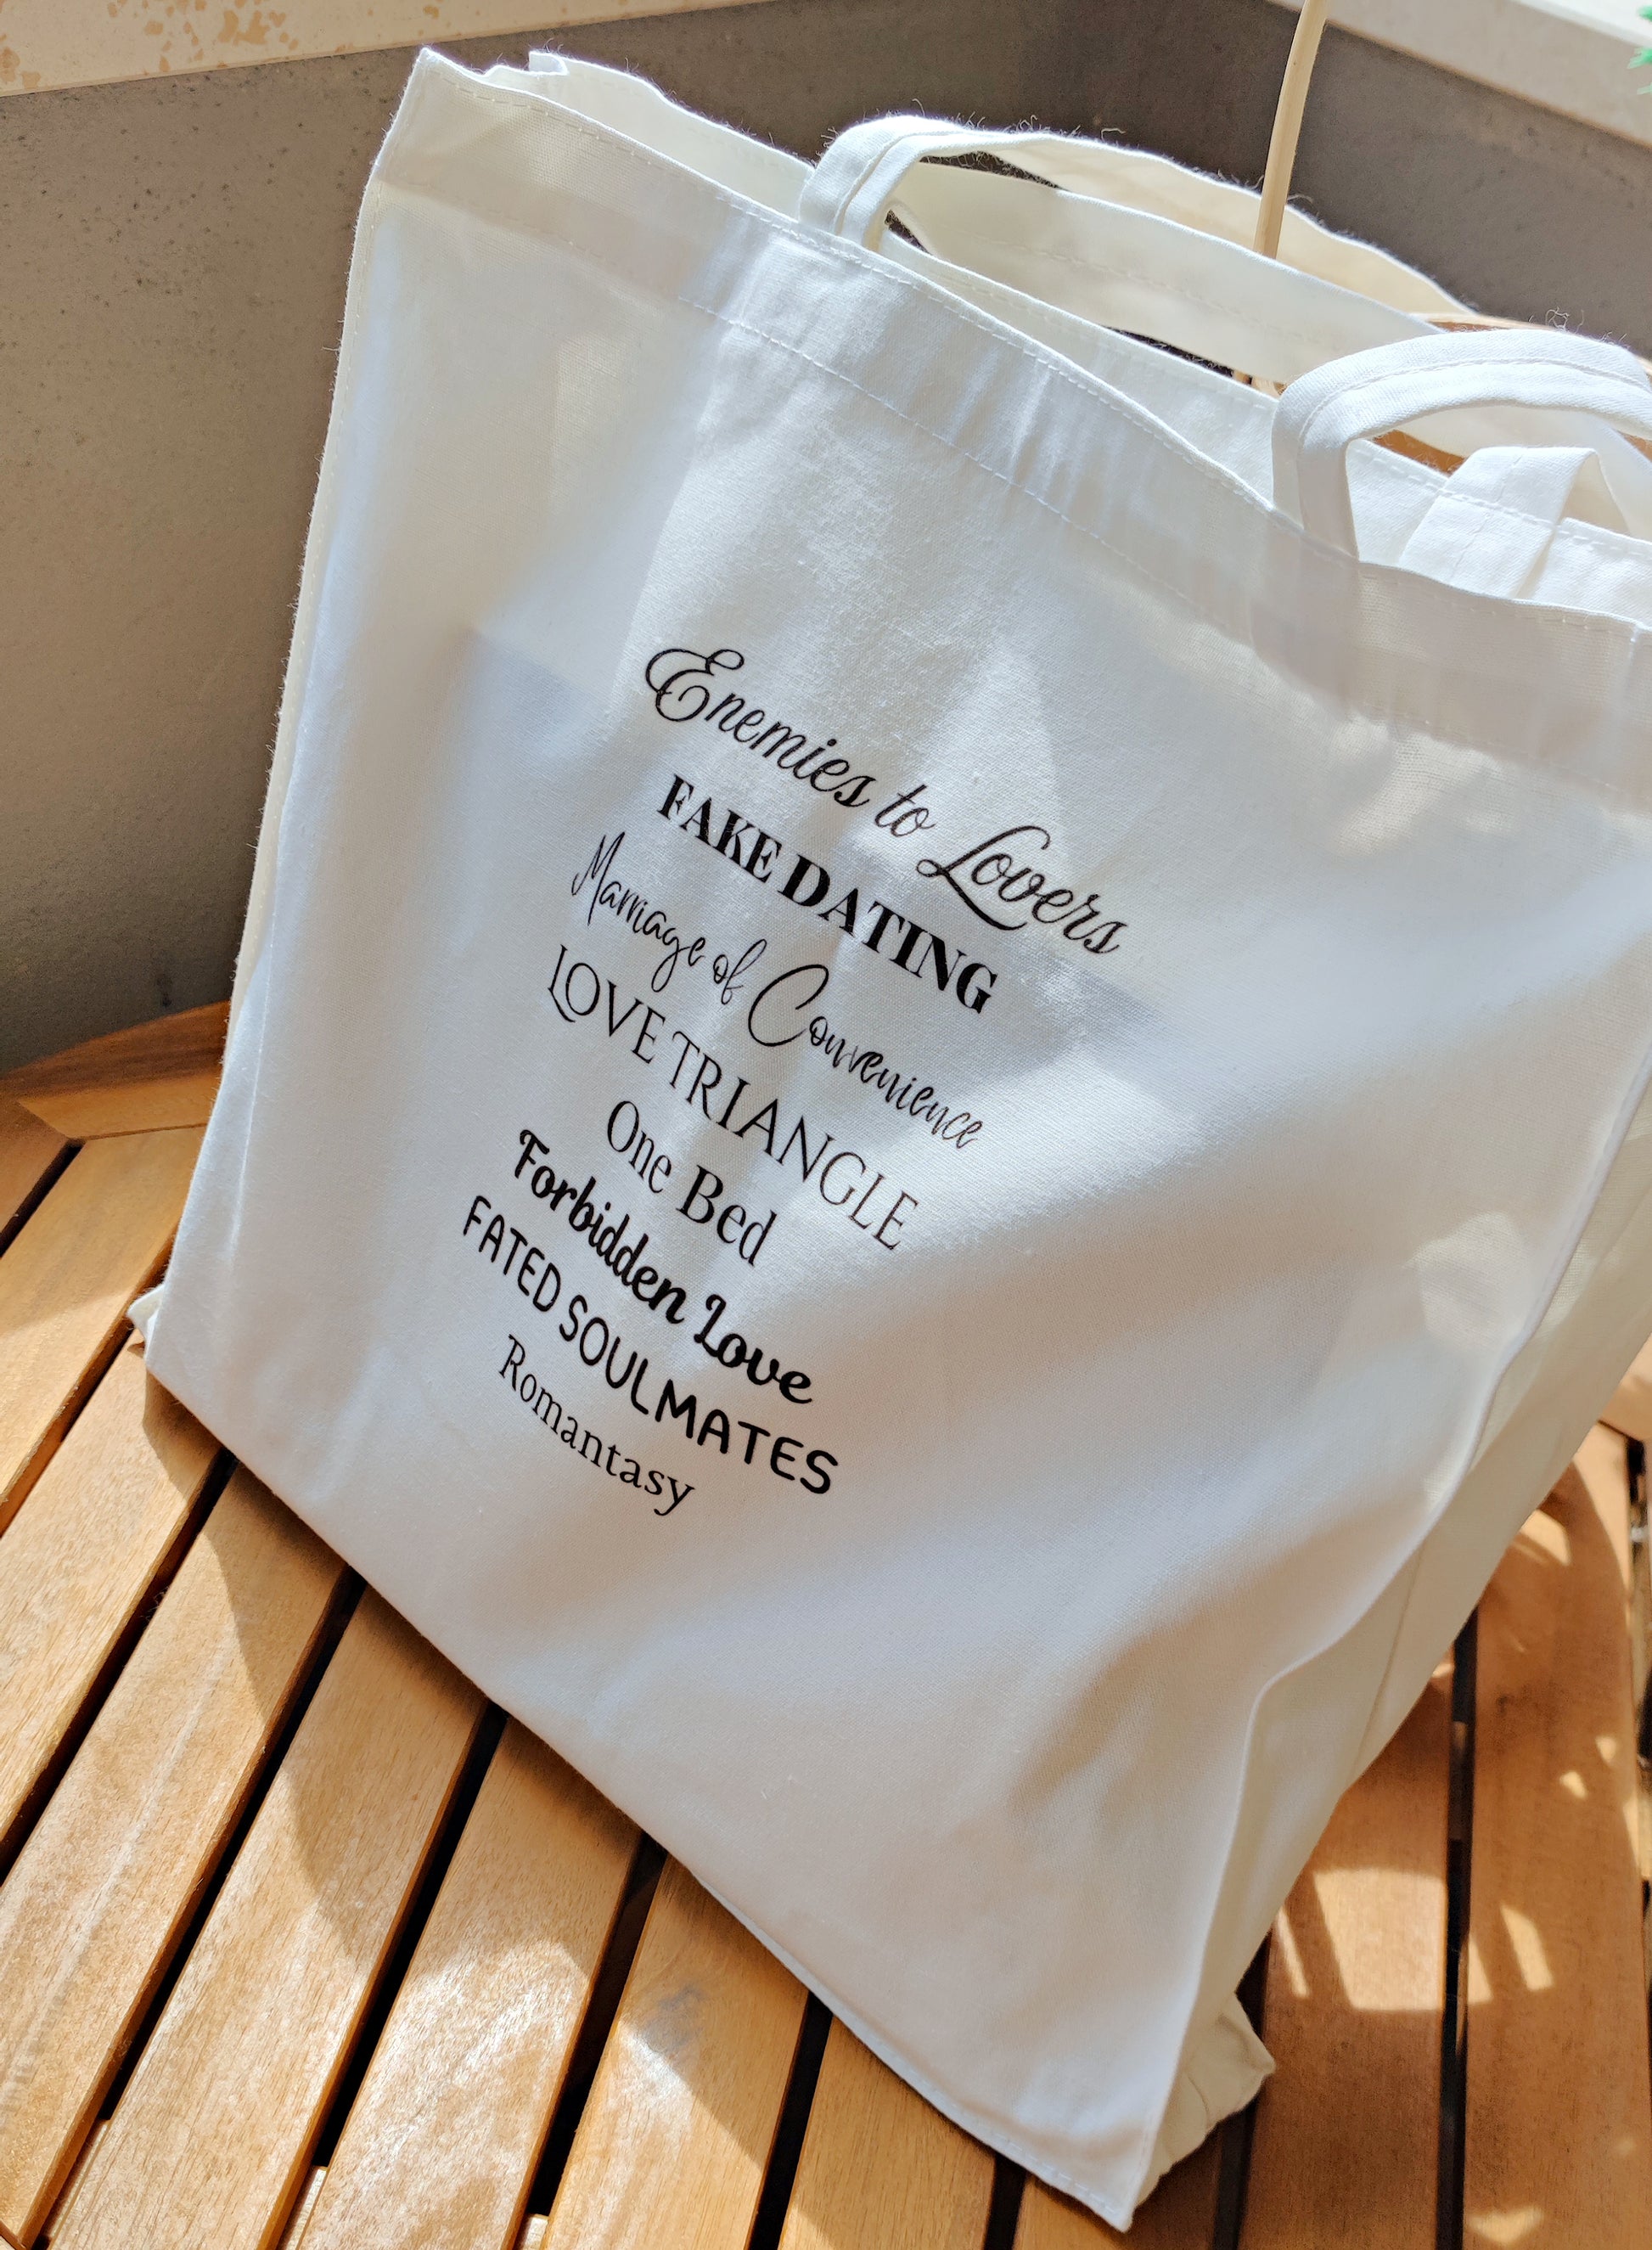 Enemies to Lovers
FAKE DATING
Marriage of Convenience
LOVE TRIANGLE
One Bed
Forbidden Love
FATED SOULMATES
Romantasy